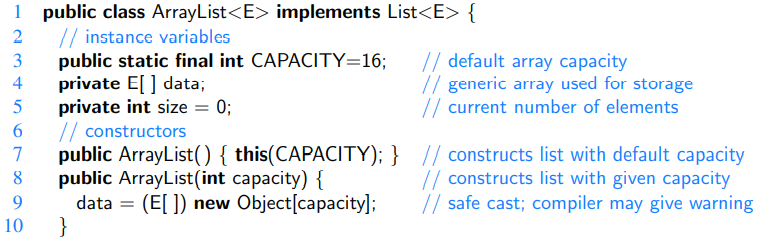 1 public class ArrayList<E> implements List<E> {
2 // instance variables
3 public static final int CAPACITY=16; // default array capacity
4 private E[ ] data; // generic array used for storage
5 private int size = 0; // current number of elements
6 // constructors
7 public ArrayList( ) { this(CAPACITY); } // constructs list with default capacity
8 public ArrayList(int capacity) { // constructs list with given capacity
9 data = (E[ ]) new Object[capacity]; // safe cast; compiler may give warning
10 }